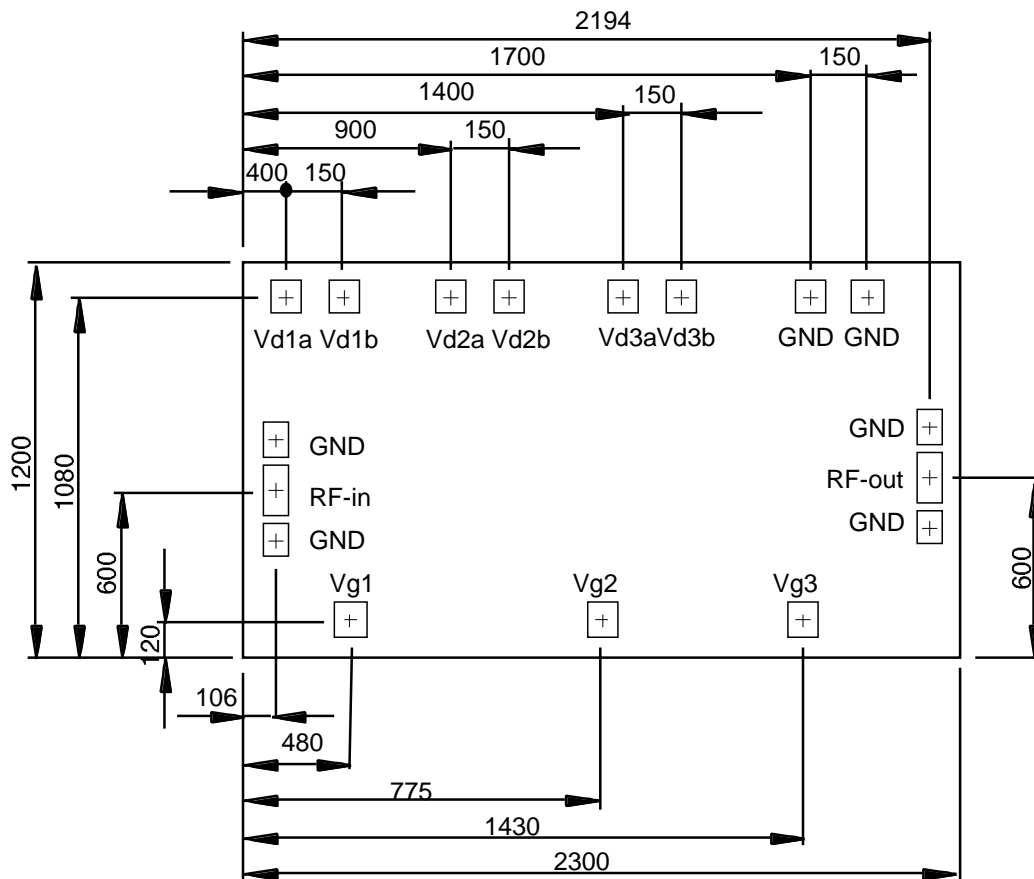 2194
1700 150
1400 150
900 150
400 150
Vd1a Vd1b Vd2a Vd2b Vd3a Vd3b GND GND
GND
RF-in
GND
GND
RF-out
GND
1200
1080
600
120
600
Vg1 Vg2 Vg3
106
480
775
1430
2300